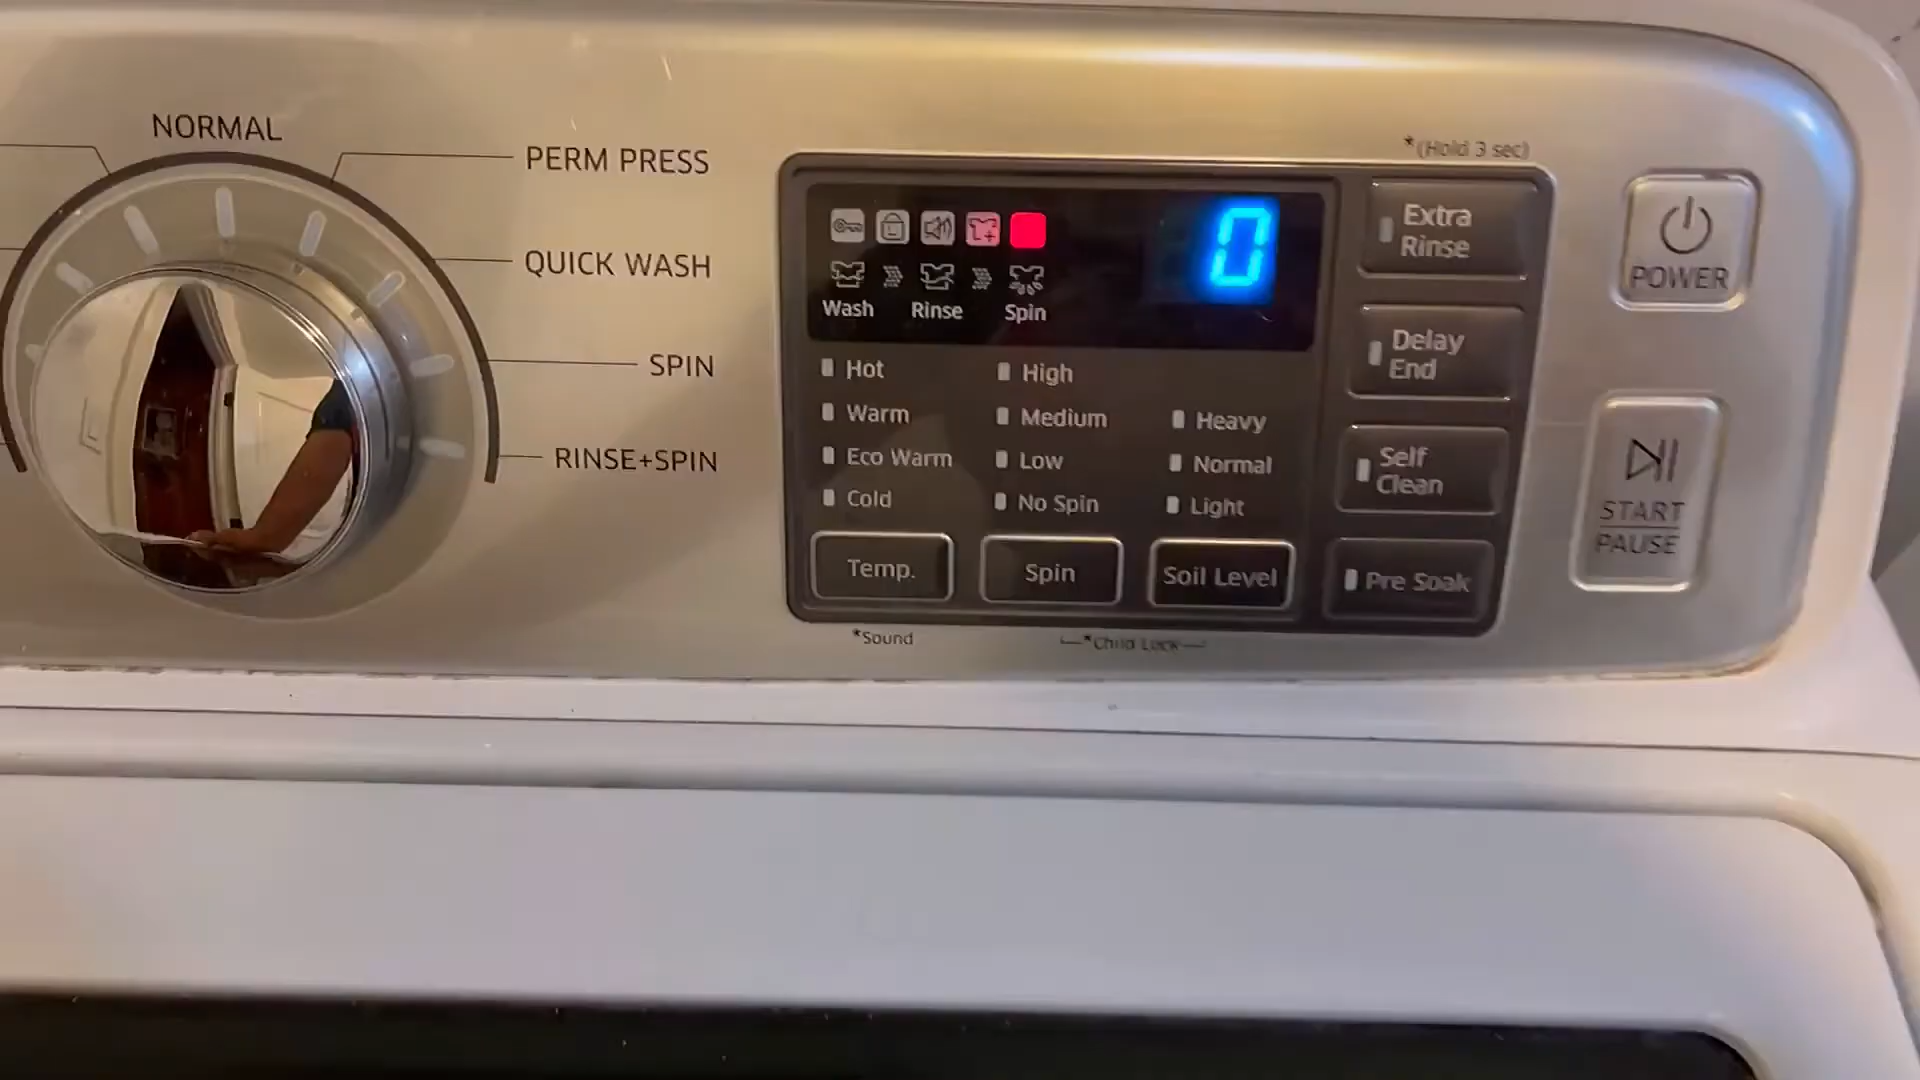 NORMAL
PERM PRESS
QUICK WASH
SPIN
RINSE+SPIN
0
Wash
Rinse
Spin
Hot
Warm
Eco Warm
Cold
High
Medium
Low
No Spin
Heavy
Normal
Light
Temp.
Spin
Soil Level
*Sound
*Child Lock
*(Hold 3 sec)
Extra
Rinse
Delay
End
Self
Clean
Pre Soak
POWER
START
PAUSE